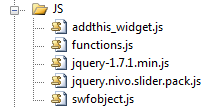 JS
addthis_widget.js
functions.js
jquery-1.7.1.min.js
jquery.nivo.slider.pack.js
swfobject.js